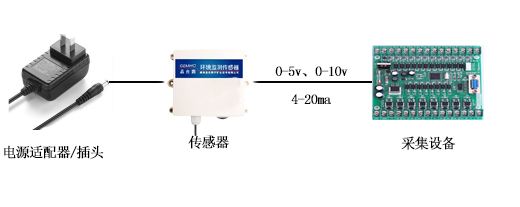 环境监测传感器
0-5v、0-10v
4-20ma
电源适配器/插头
传感器
采集设备